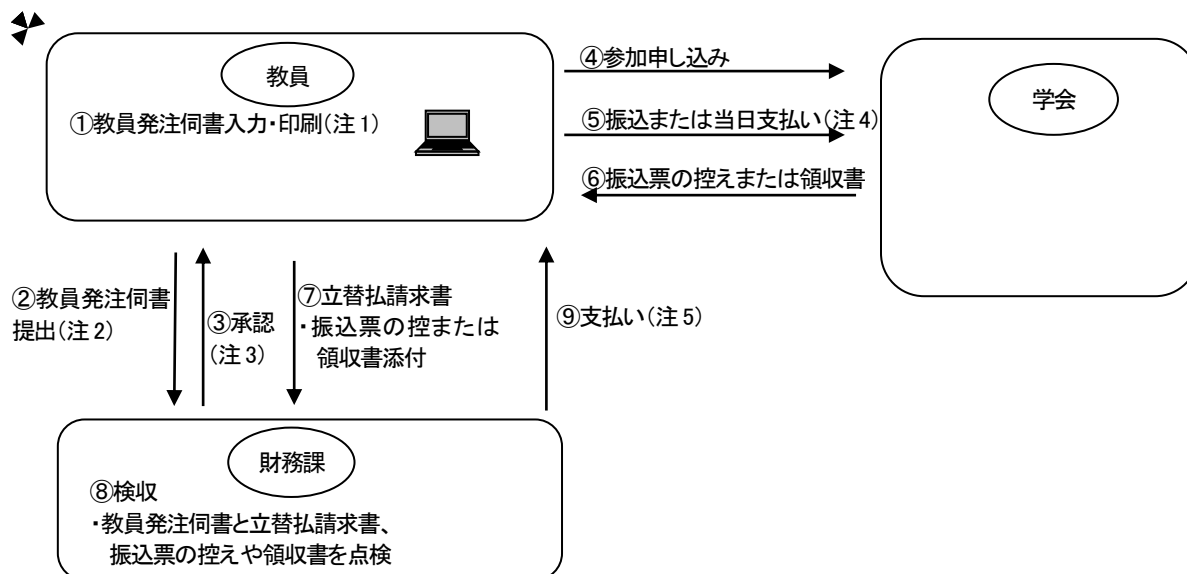 教員
①教員発注伺書入力・印刷(注1)
④参加申し込み
⑤振込または当日支払い(注4)
⑥振込票の控えまたは領収書
学会
②教員発注伺書
提出(注2)
③承認
(注3)
⑦立替払請求書
・振込票の控または
領収書添付
⑨支払い(注5)
財務課
⑧検収
・教員発注伺書と立替払請求書、
振込票の控えや領収書を点検